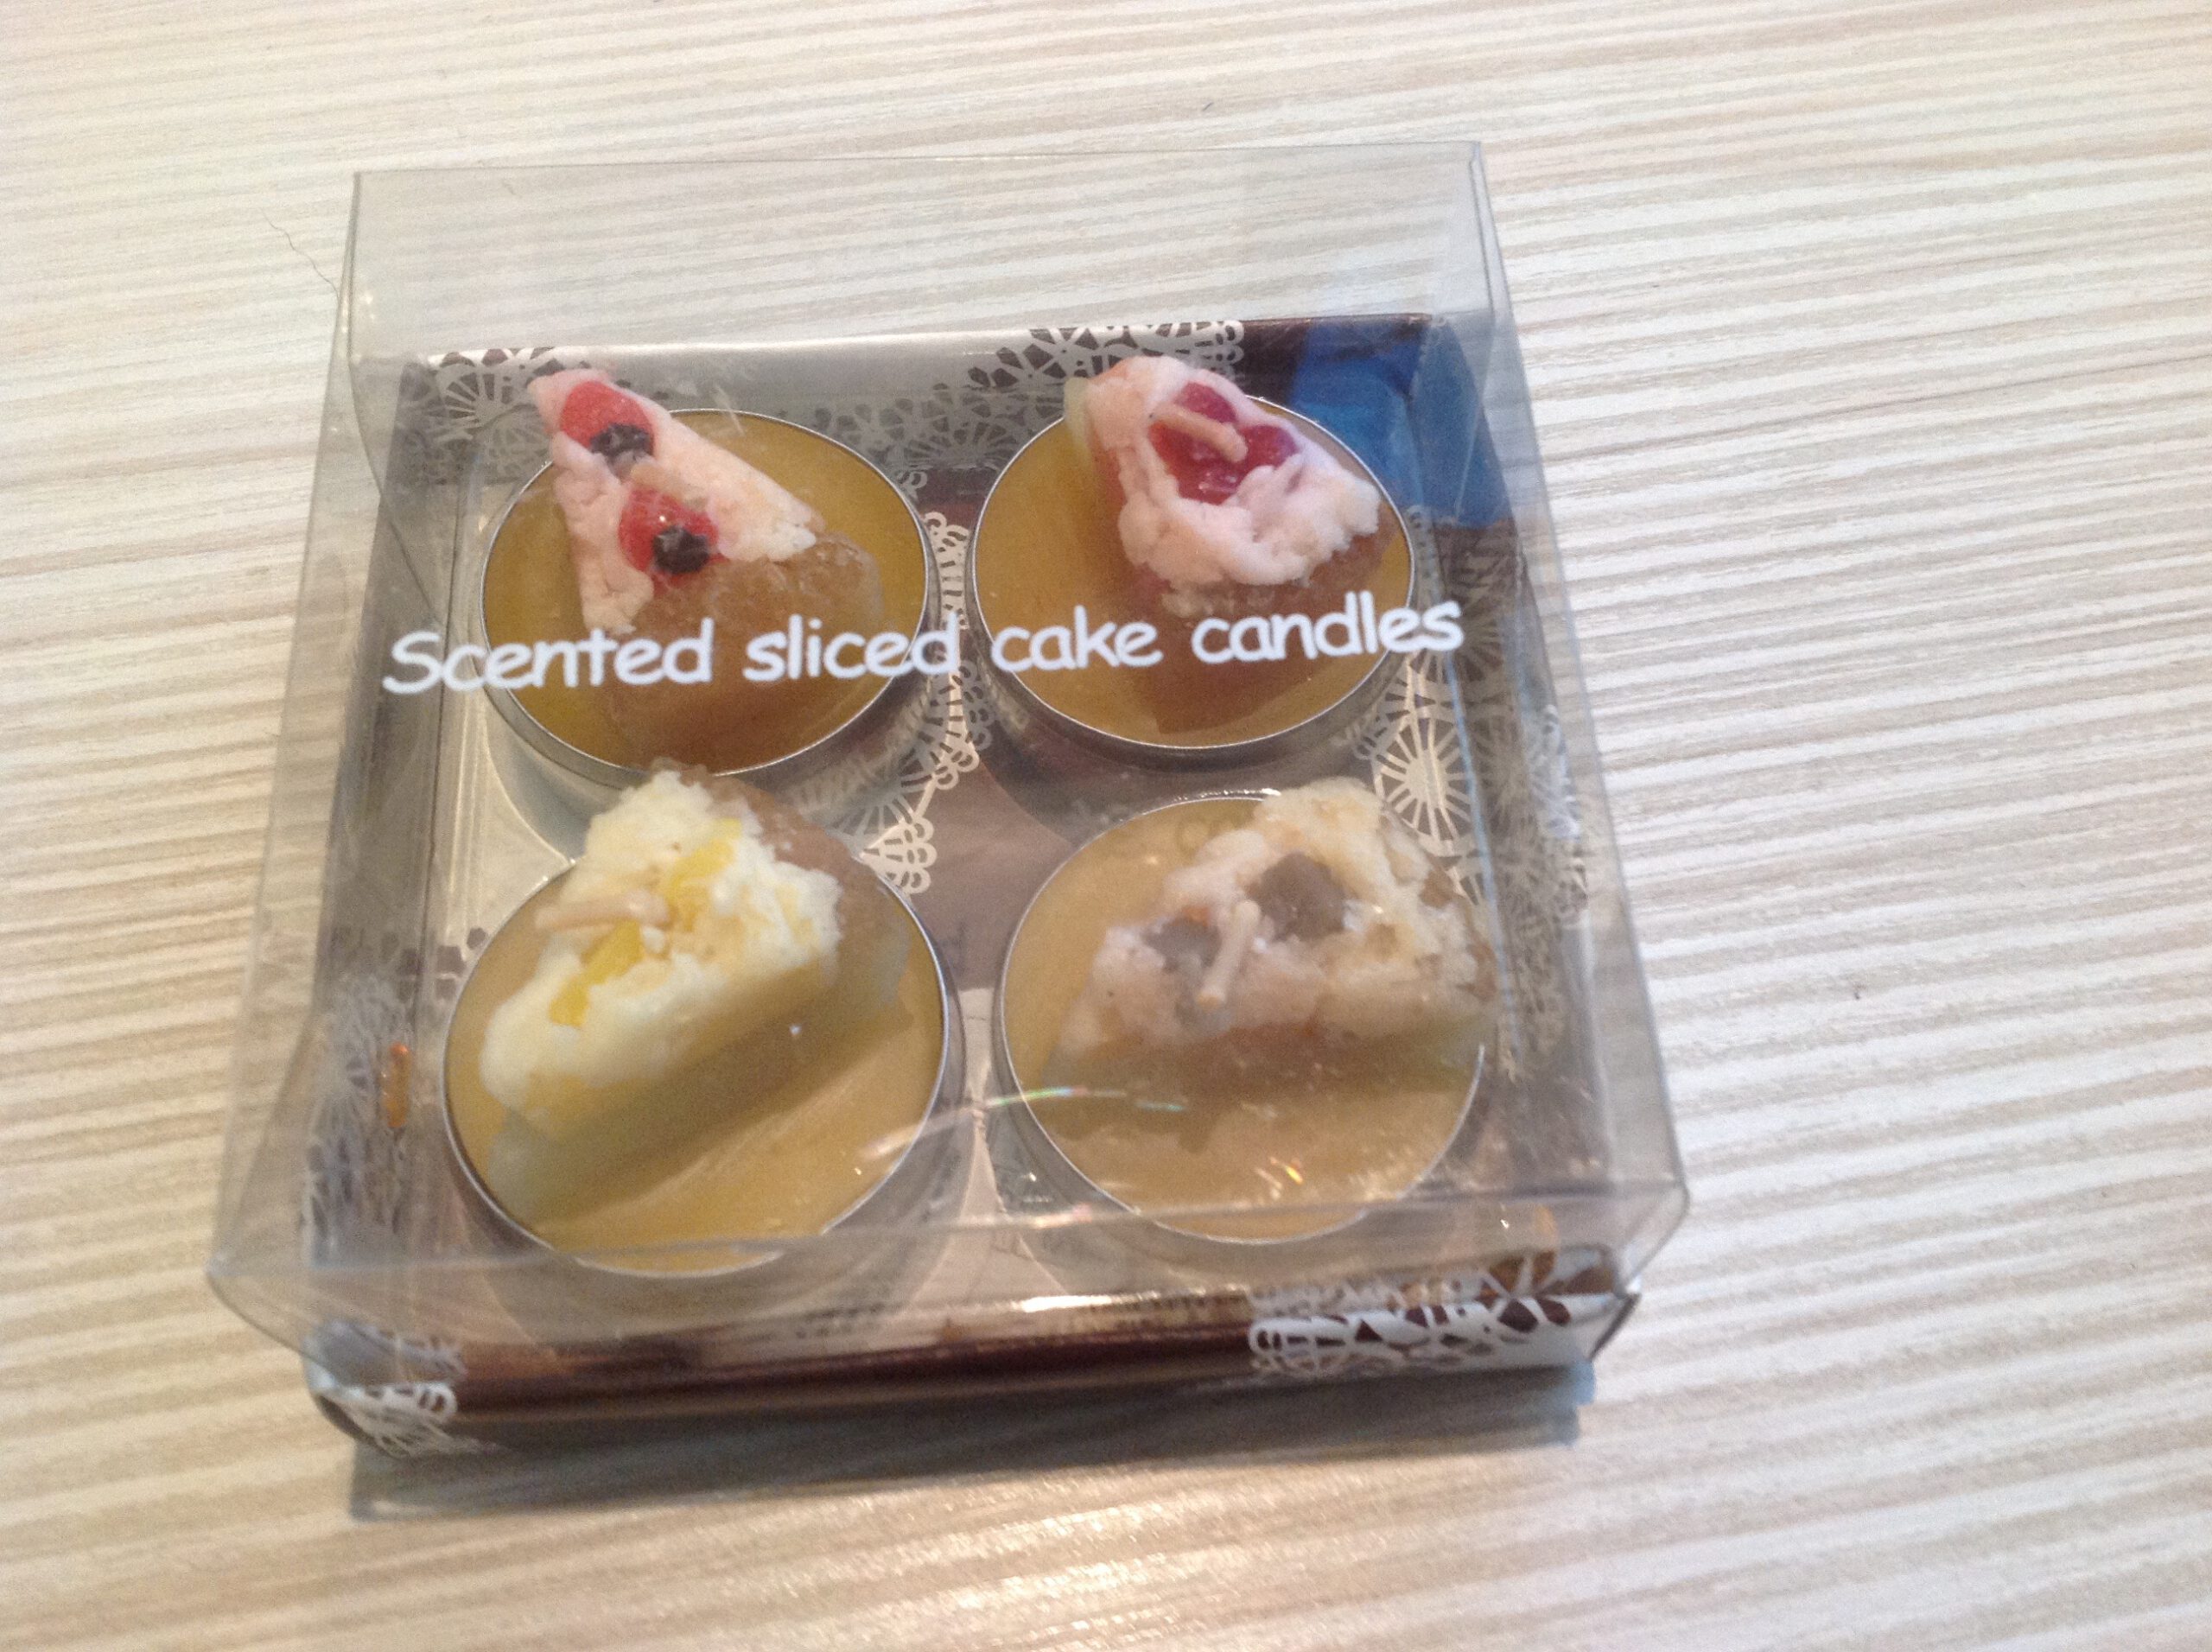 Scented sliced cake candles